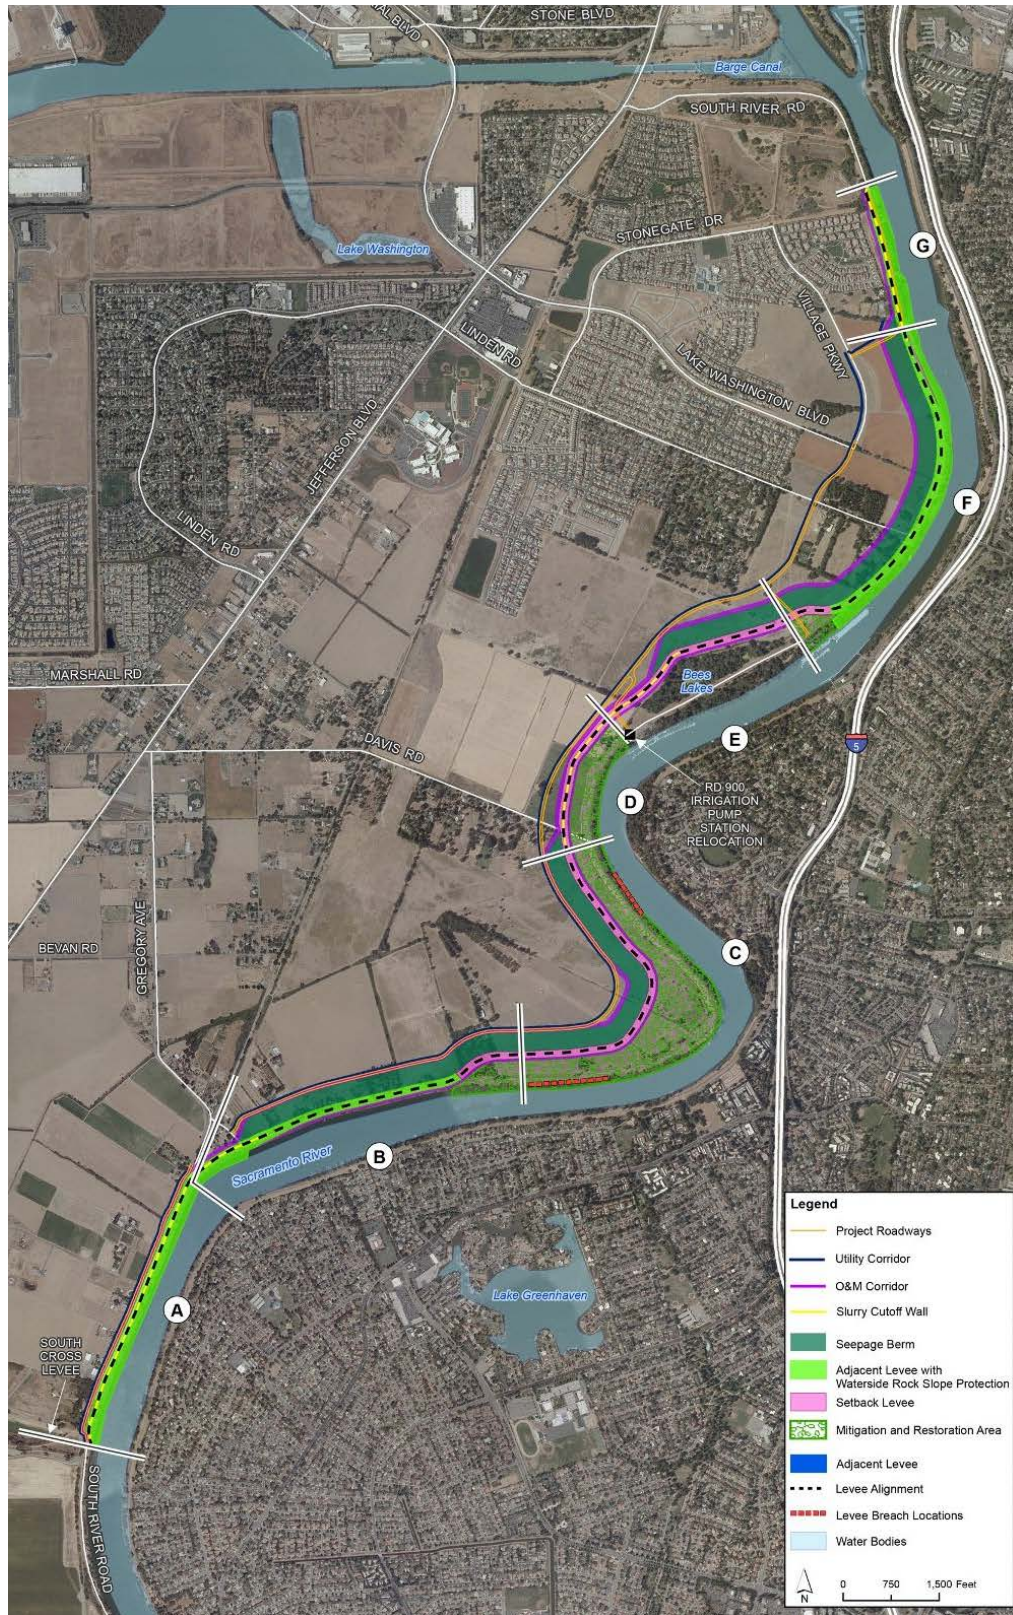 STONE BLVD
Barge Canal
SOUTH RIVER RD
STONEGATE DR
Lake Washington
G
VILLAGE PKWY
LINDEN RD
LAKE WASHINGTON BLVD
JEFFERSON BLVD
F
LINDEN RD
MARSHALL RD
Bees
Lakes
DAVIS RD
E
5
RD 900
IRRIGATION
PUMP
STATION
RELOCATION
D
GREGORY AVE
BEVAN RD
C
Sacramento River
B
Lake Greenhaven
A
SOUTH
CROSS
LEVEE
SOUTH RIVER ROAD
Legend
Project Roadways
Utility Corridor
O&M Corridor
Slurry Cutoff Wall
Seepage Berm
Adjacent Levee with
Waterside Rock Slope Protection
Setback Levee
Mitigation and Restoration Area
Adjacent Levee
Levee Alignment
Levee Breach Locations
Water Bodies
N
0 750 1,500 Feet